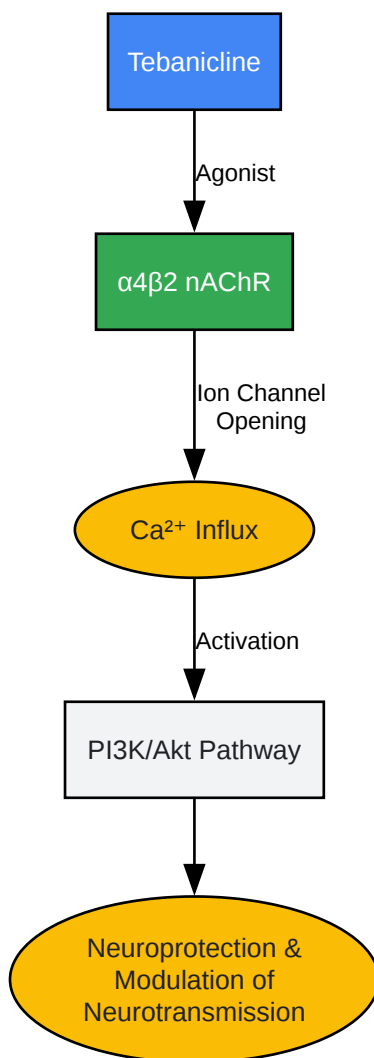 Tebanicline
Agonist
α4β2 nAChR
Ion Channel
Opening
Ca²⁺ Influx
Activation
PI3K/Akt Pathway
Neuroprotection &
Modulation of
Neurotransmission